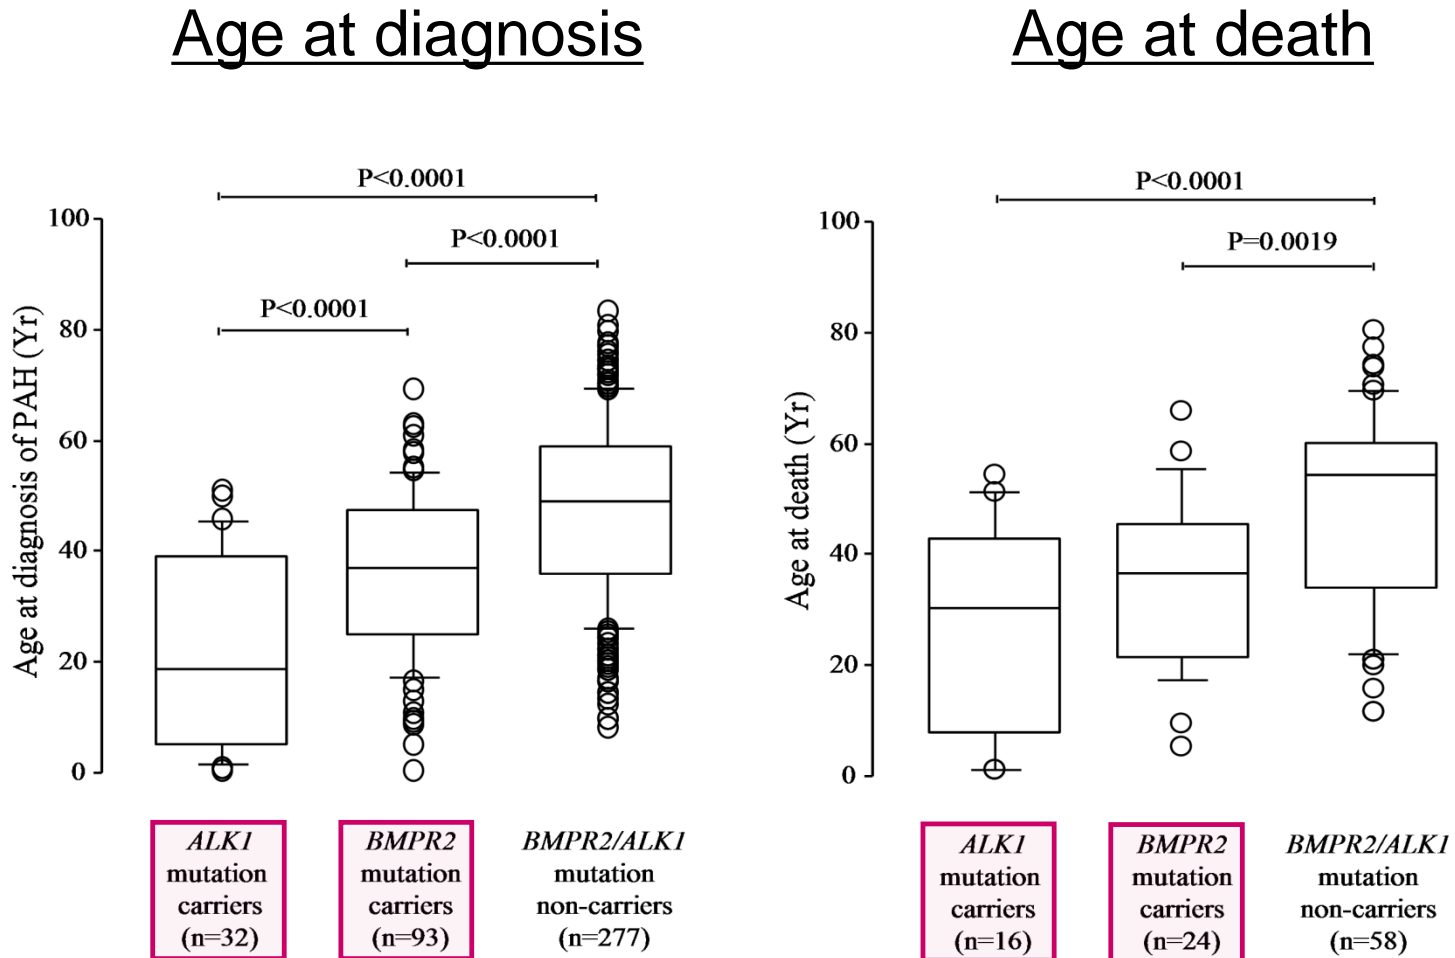 Age at diagnosis
P<0.0001
P<0.0001
P<0.0001
Age at diagnosis of PAH (Yr)
100
80
60
40
20
0
ALK1
mutation
carriers
(n=32)
BMPR2
mutation
carriers
(n=93)
BMPR2/ALK1
mutation
non-carriers
(n=277)
Age at death
P<0.0001
P=0.0019
Age at death (Yr)
100
80
60
40
20
0
ALK1
mutation
carriers
(n=16)
BMPR2
mutation
carriers
(n=24)
BMPR2/ALK1
mutation
non-carriers
(n=58)